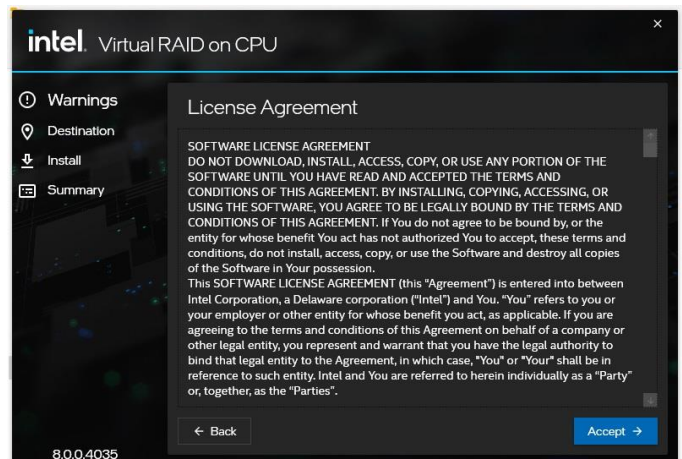 intel. Virtual RAID on CPU
Warnings
Destination
Install
Summary
8.0.0.4035
License Agreement
SOFTWARE LICENSE AGREEMENT
DO NOT DOWNLOAD, INSTALL, ACCESS, COPY, OR USE ANY PORTION OF THE
SOFTWARE UNTIL YOU HAVE READ AND ACCEPTED THE TERMS AND
CONDITIONS OF THIS AGREEMENT. BY INSTALLING, COPYING, ACCESSING, OR
USING THE SOFTWARE, YOU AGREE TO BE LEGALLY BOUND BY THE TERMS AND
CONDITIONS OF THIS AGREEMENT. If You do not agree to be bound by, or the
entity for whose benefit You act has not authorized You to accept, these terms and
conditions, do not install, access, copy, or use the Software and destroy all copies
of the Software in Your possession.
This SOFTWARE LICENSE AGREEMENT (this “Agreement”) is entered into between
Intel Corporation, a Delaware corporation (“Intel”) and You. “You” refers to you or
your employer or other entity for whose benefit you act, as applicable. If you are
agreeing to the terms and conditions of this Agreement on behalf of a company or
other legal entity, you represent and warrant that you have the legal authority to
bind that legal entity to the Agreement, in which case, "You" or "Your" shall be in
reference to such entity. Intel and You are referred to herein individually as a “Party”
or, together, as the “Parties”.
← Back
Accept →